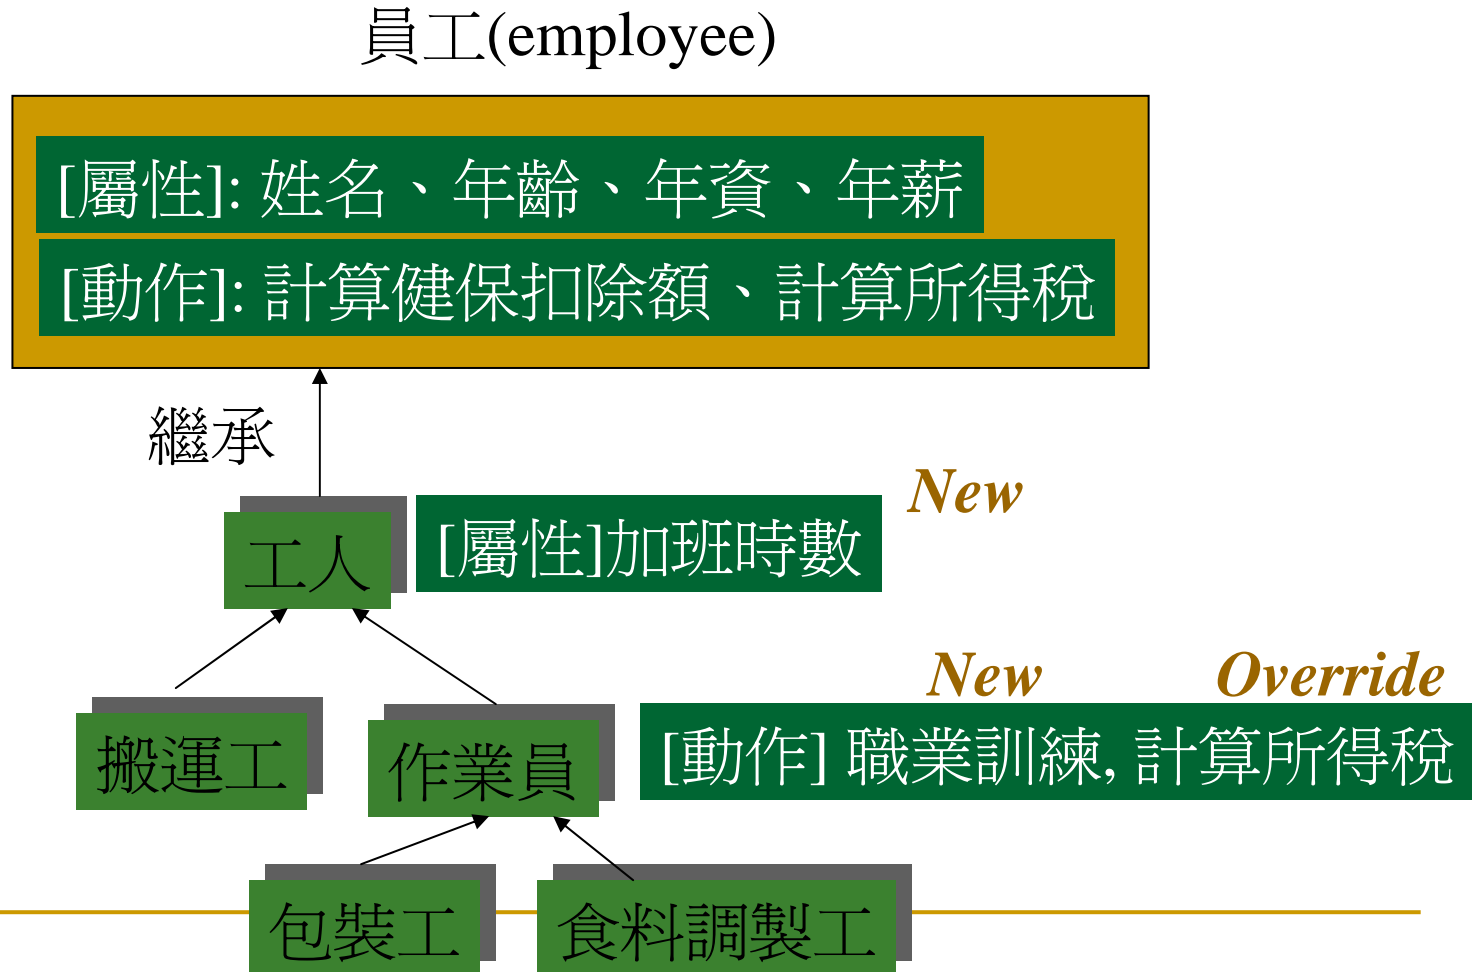 員工(employee)
[屬性]: 姓名、年齡、年資、年薪
[動作]: 計算健保扣除額、計算所得稅
繼承
New
工人
[屬性]加班時數
New
Override
搬運工
作業員
[動作] 職業訓練, 計算所得稅
包裝工
食料調製工